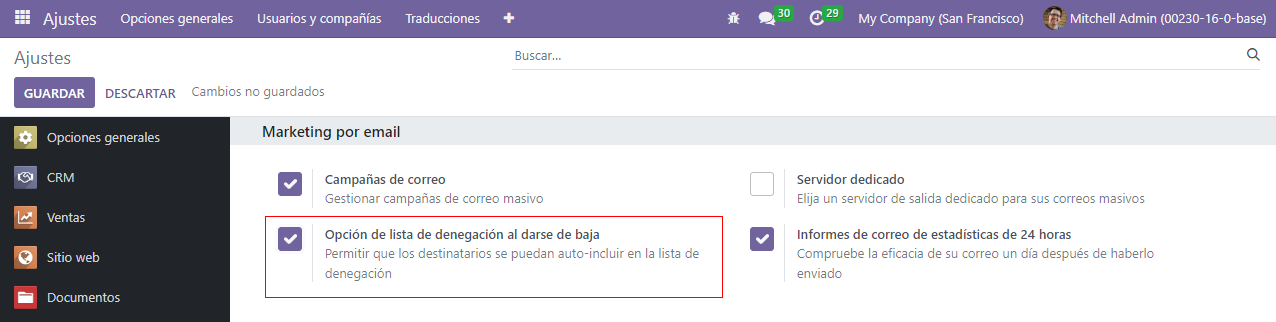 Ajustes Opciones generales Usuarios y compañías Traducciones 30 29 My Company (San Francisco) Mitchell Admin (00230-16-0-base)
Ajustes Buscar...
GUARDAR DESCARTAR Cambios no guardados
Opciones generales
CRM
Ventas
Sitio web
Documentos
Marketing por email
Campañas de correo
Gestionar campañas de correo masivo
Servidor dedicado
Elija un servidor de salida dedicado para sus correos masivos
Opción de lista de denegación al darse de baja
Permitir que los destinatarios se puedan auto-incluir en la lista de
denegación
Informes de correo de estadísticas de 24 horas
Compruebe la eficacia de su correo un día después de haberlo
enviado